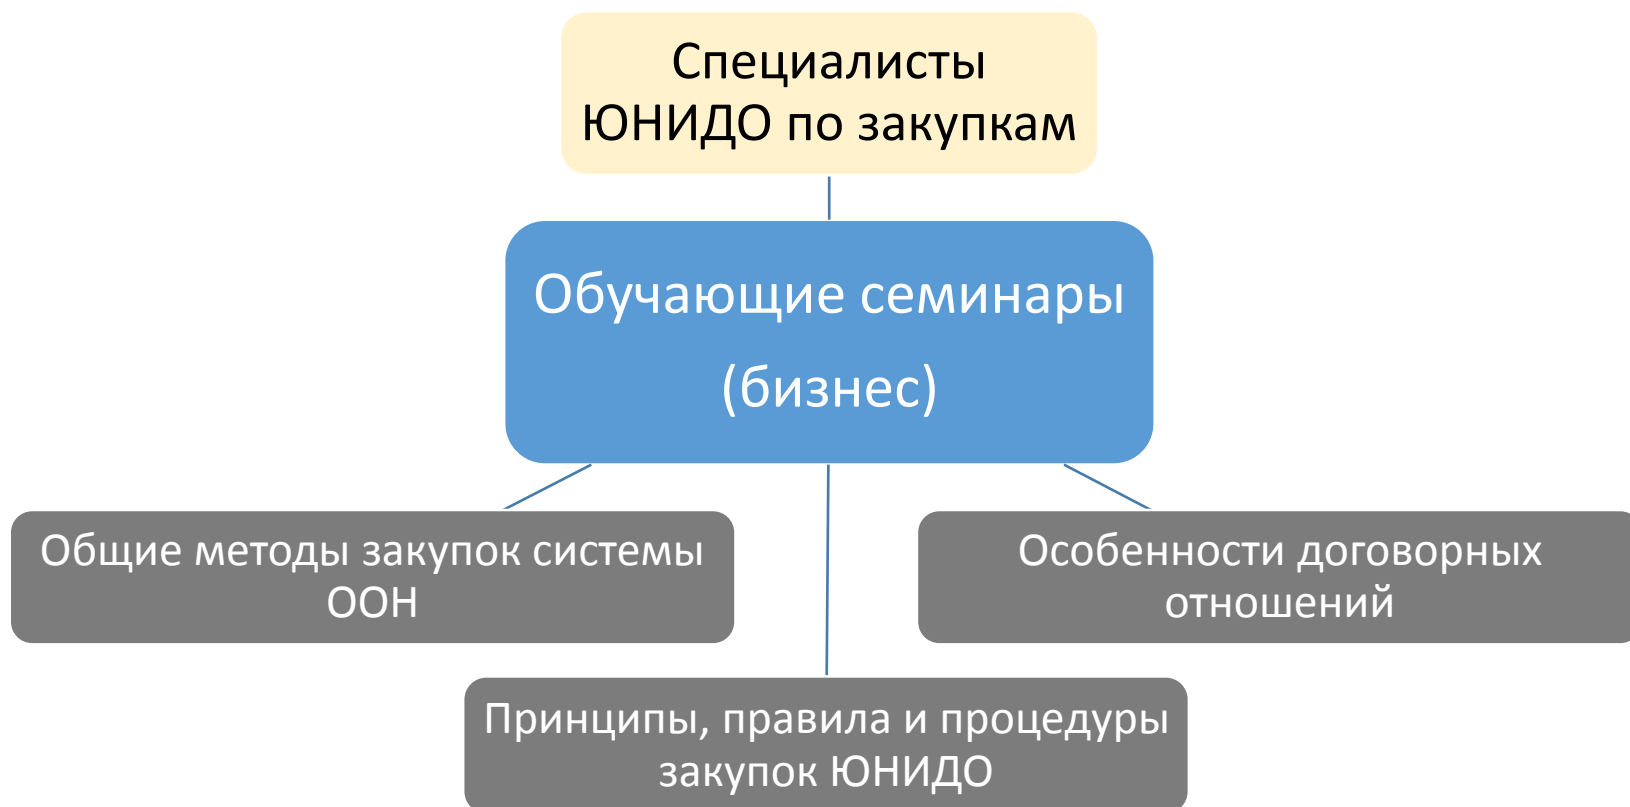 Специалисты
ЮНИДО по закупкам
Обучающие семинары
(бизнес)
Общие методы закупок системы
ООН
Особенности договорных
отношений
Принципы, правила и процедуры
закупок ЮНИДО